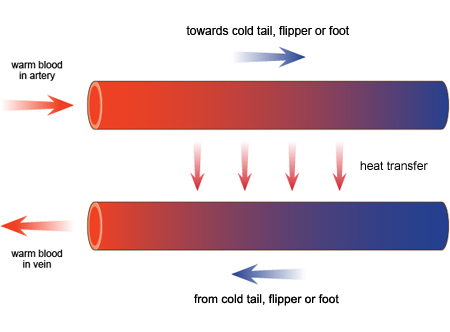 towards cold tail, flipper or foot
warm blood
in artery
heat transfer
warm blood
in vein
from cold tail, flipper or foot